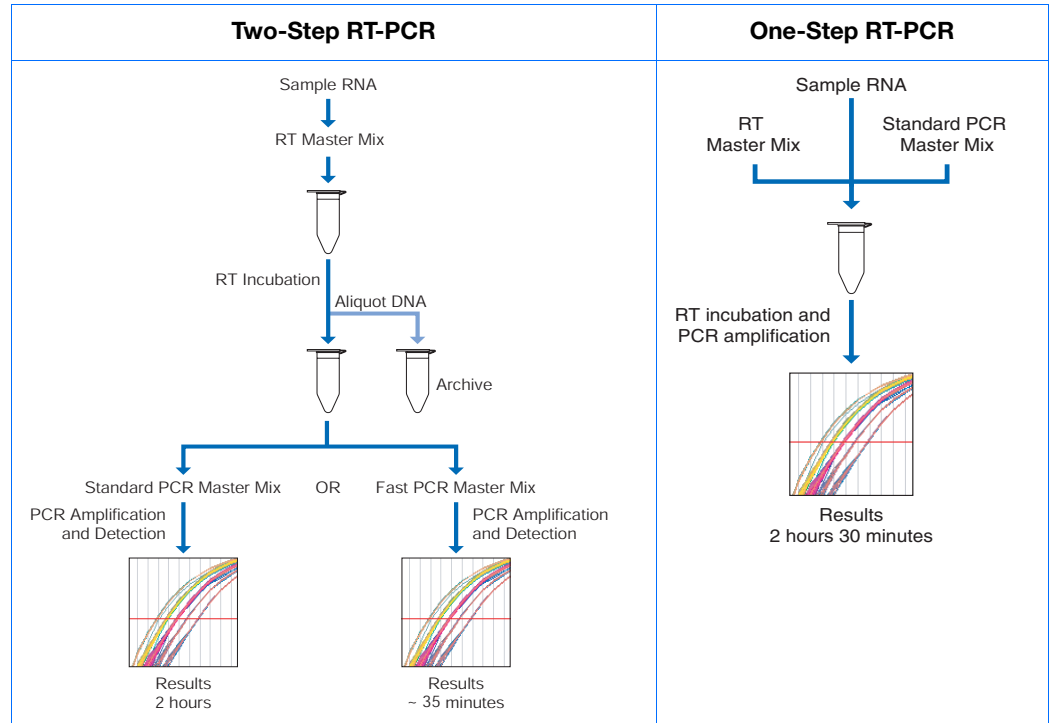 Two-Step RT-PCR
Sample RNA
RT Master Mix
RT Incubation
Aliquot DNA
Archive
Standard PCR Master Mix
OR
Fast PCR Master Mix
PCR Amplification
and Detection
PCR Amplification
and Detection
Results
2 hours
Results
~ 35 minutes
One-Step RT-PCR
Sample RNA
RT
Master Mix
Standard PCR
Master Mix
RT incubation and
PCR amplification
Results
2 hours 30 minutes